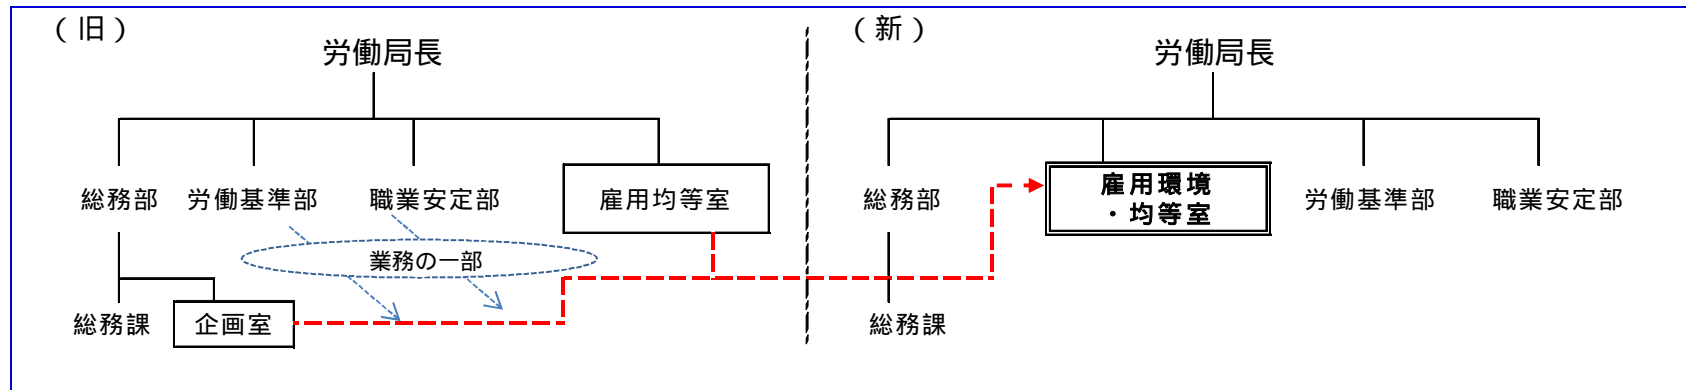 （旧）
労働局長
総務部
労働基準部
職業安定部
雇用均等室
業務の一部
総務課
企画室
（新）
労働局長
総務部
雇用環境
・均等室
労働基準部
職業安定部
総務課